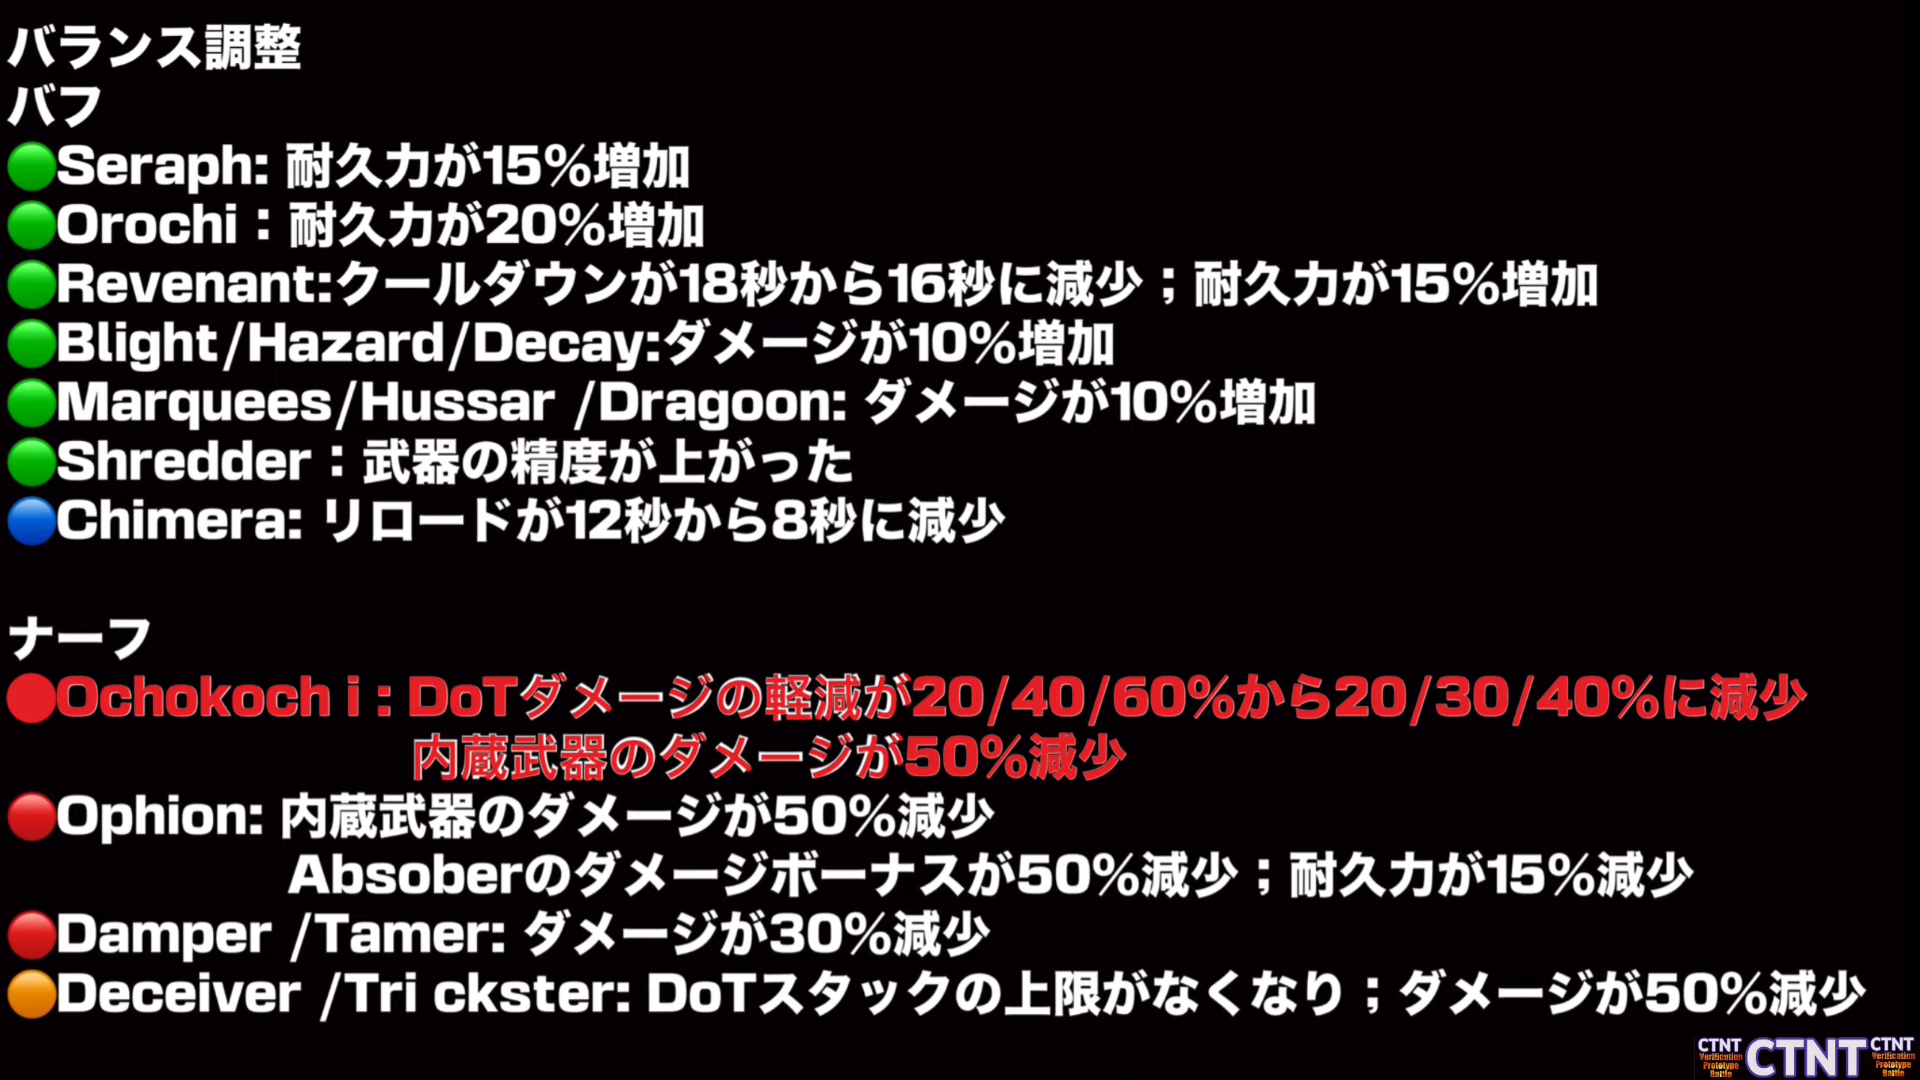 バランス調整
バフ
Seraph: 耐久力が15%増加
Orochi：耐久力が20%増加
Revenant:クールダウンが18秒から16秒に減少；耐久力が15%増加
Blight/Hazard/Decay:ダメージが10%増加
Marquees/Hussar /Dragoon: ダメージが10%増加
Shredder：武器の精度が上がった
Chimera: リロードが12秒から8秒に減少
ナーフ
Ochokoch i：DoTダメージの軽減が20/40/60%から20/30/40%に減少
内蔵武器のダメージが50%減少
Ophion: 内蔵武器のダメージが50%減少
Absoberのダメージボーナスが50%減少；耐久力が15%減少
Damper /Tamer: ダメージが30%減少
Deceiver /Tri ckster: DoTスタックの上限がなくなり；ダメージが50%減少
CTNT Verification Prototype Battle CTNT CTNT Verification Prototype Battle